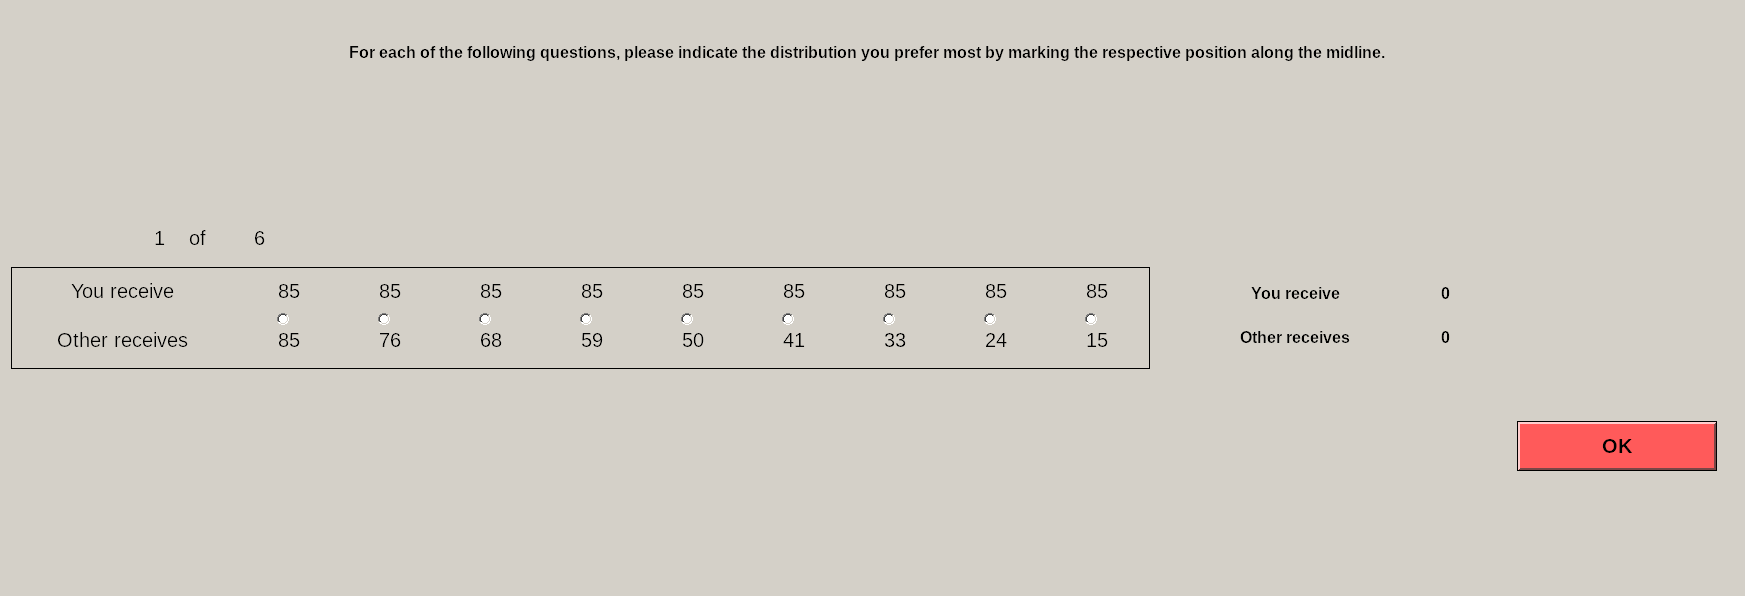 For each of the following questions, please indicate the distribution you prefer most by marking the respective position along the midline.
1 of 6
You receive 85 85 85 85 85 85 85 85 85
Other receives 85 76 68 59 50 41 33 24 15
You receive 0
Other receives 0
OK